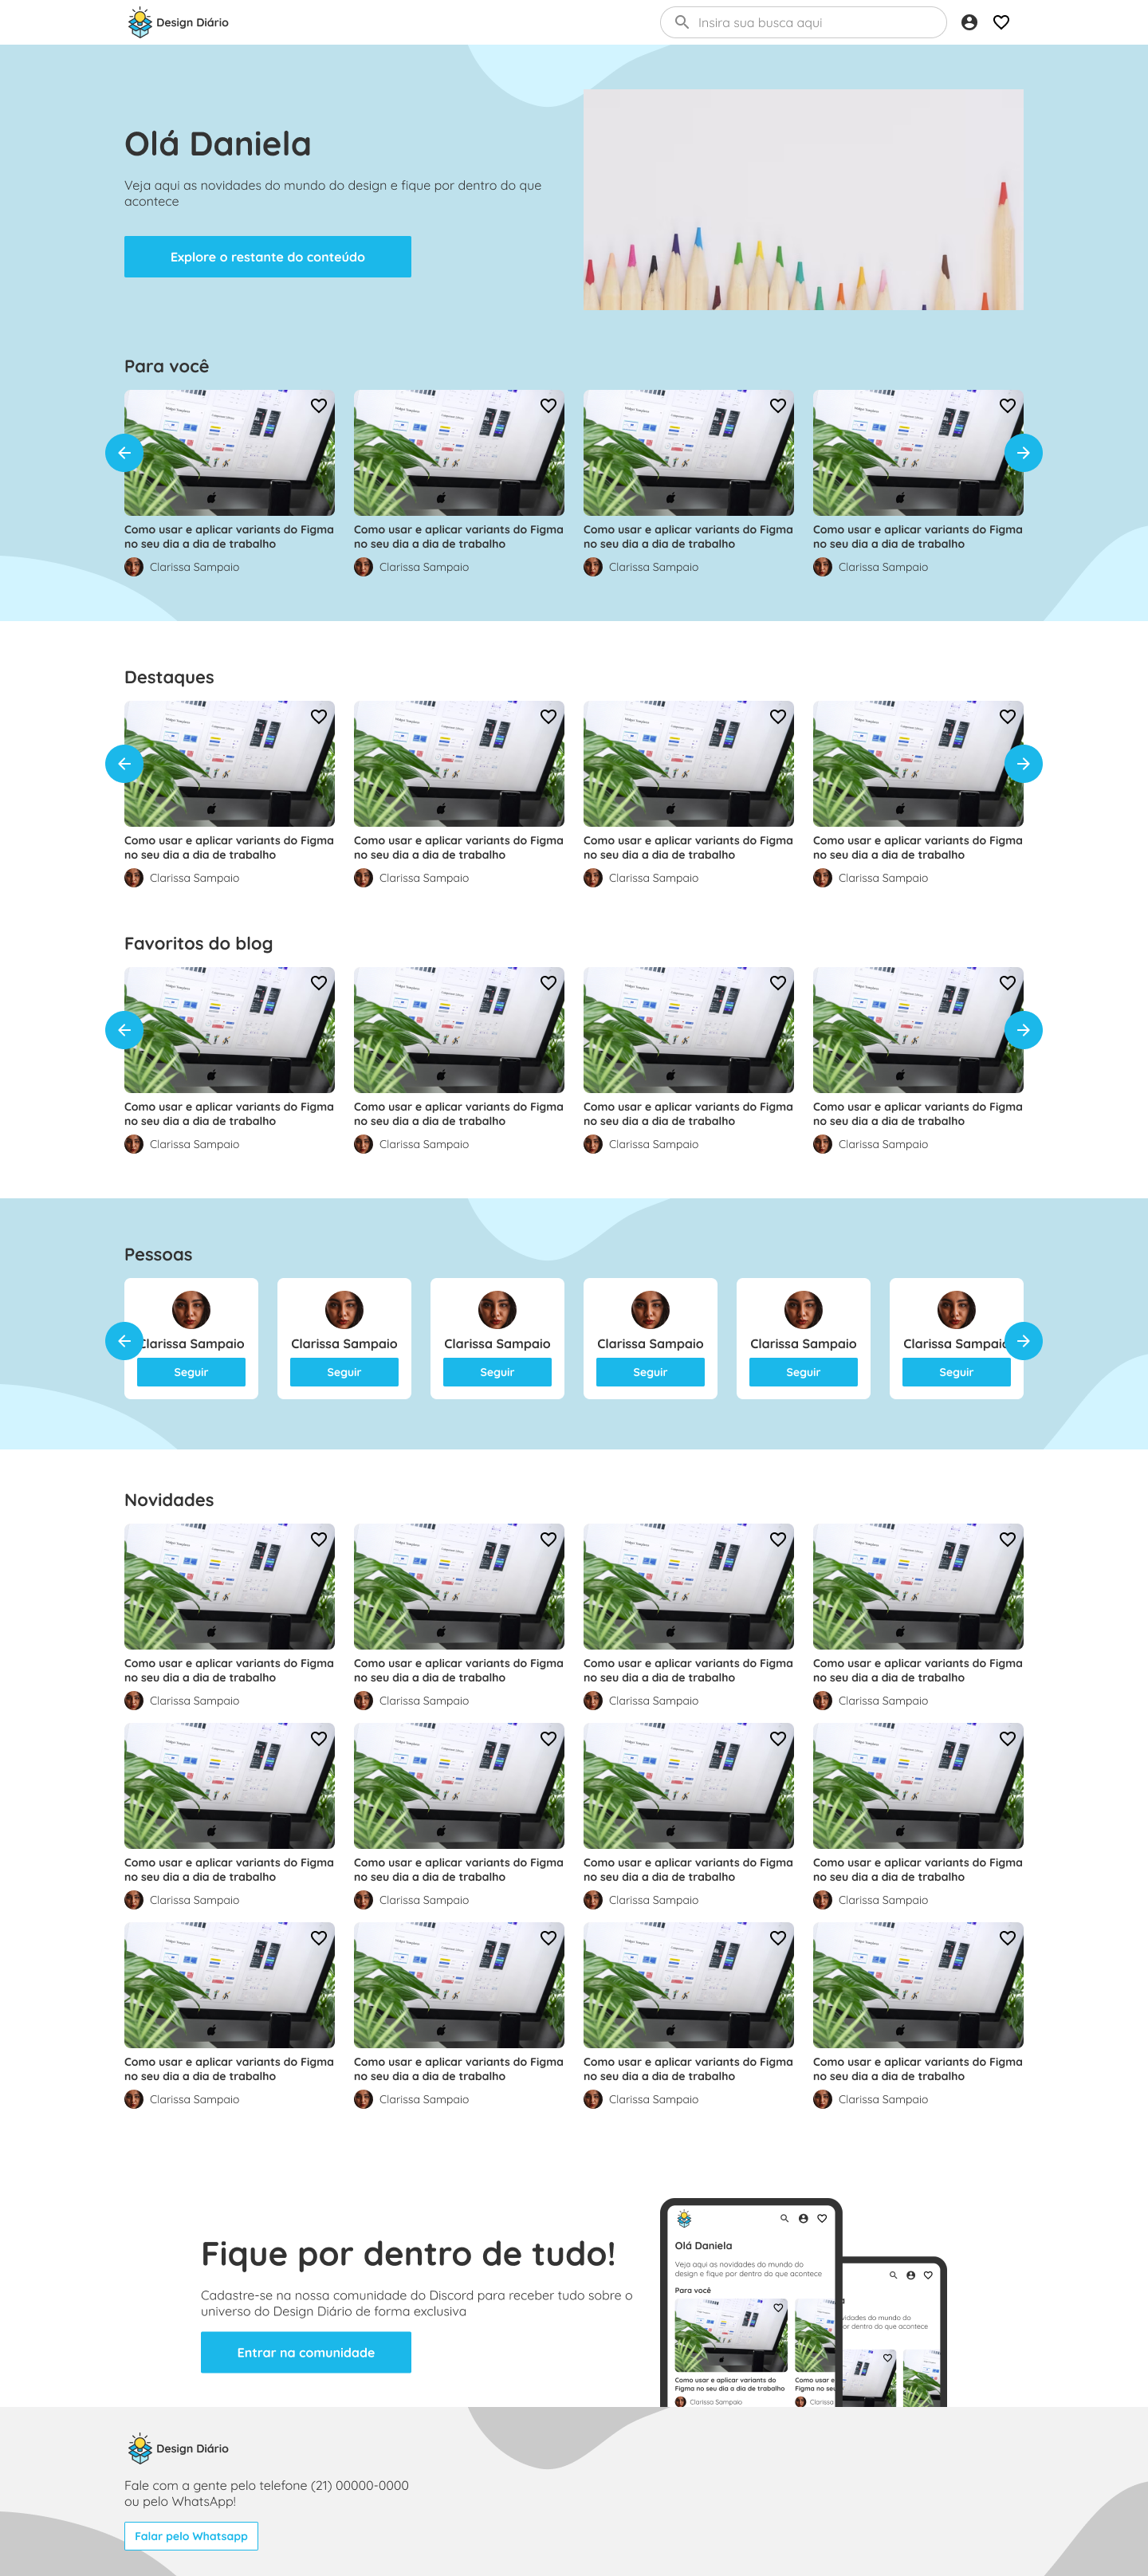 Design Diário
Insira sua busca aqui
Olá Daniela
Veja aqui as novidades do mundo do design e fique por dentro do que
acontece
Explore o restante do conteúdo
Para você
Como usar e aplicar variants do Figma
no seu dia a dia de trabalho
Clarissa Sampaio
Como usar e aplicar variants do Figma
no seu dia a dia de trabalho
Clarissa Sampaio
Como usar e aplicar variants do Figma
no seu dia a dia de trabalho
Clarissa Sampaio
Como usar e aplicar variants do Figma
no seu dia a dia de trabalho
Clarissa Sampaio
Destaques
Como usar e aplicar variants do Figma
no seu dia a dia de trabalho
Clarissa Sampaio
Como usar e aplicar variants do Figma
no seu dia a dia de trabalho
Clarissa Sampaio
Como usar e aplicar variants do Figma
no seu dia a dia de trabalho
Clarissa Sampaio
Como usar e aplicar variants do Figma
no seu dia a dia de trabalho
Clarissa Sampaio
Favoritos do blog
Como usar e aplicar variants do Figma
no seu dia a dia de trabalho
Clarissa Sampaio
Como usar e aplicar variants do Figma
no seu dia a dia de trabalho
Clarissa Sampaio
Como usar e aplicar variants do Figma
no seu dia a dia de trabalho
Clarissa Sampaio
Como usar e aplicar variants do Figma
no seu dia a dia de trabalho
Clarissa Sampaio
Pessoas
Clarissa Sampaio
Seguir
Clarissa Sampaio
Seguir
Clarissa Sampaio
Seguir
Clarissa Sampaio
Seguir
Clarissa Sampaio
Seguir
Clarissa Sampaio
Seguir
Novidades
Como usar e aplicar variants do Figma
no seu dia a dia de trabalho
Clarissa Sampaio
Como usar e aplicar variants do Figma
no seu dia a dia de trabalho
Clarissa Sampaio
Como usar e aplicar variants do Figma
no seu dia a dia de trabalho
Clarissa Sampaio
Como usar e aplicar variants do Figma
no seu dia a dia de trabalho
Clarissa Sampaio
Como usar e aplicar variants do Figma
no seu dia a dia de trabalho
Clarissa Sampaio
Como usar e aplicar variants do Figma
no seu dia a dia de trabalho
Clarissa Sampaio
Como usar e aplicar variants do Figma
no seu dia a dia de trabalho
Clarissa Sampaio
Como usar e aplicar variants do Figma
no seu dia a dia de trabalho
Clarissa Sampaio
Como usar e aplicar variants do Figma
no seu dia a dia de trabalho
Clarissa Sampaio
Como usar e aplicar variants do Figma
no seu dia a dia de trabalho
Clarissa Sampaio
Como usar e aplicar variants do Figma
no seu dia a dia de trabalho
Clarissa Sampaio
Como usar e aplicar variants do Figma
no seu dia a dia de trabalho
Clarissa Sampaio
Fique por dentro de tudo!
Cadastre-se na nossa comunidade do Discord para receber tudo sobre o
universo do Design Diário de forma exclusiva
Entrar na comunidade
Olá Daniela
Veja aqui as novidades do mundo do
design e fique por dentro do que acontece
Para você
Como usar e aplicar variants do
Figma no seu dia a dia de trabalho
Clarissa Sampaio
Como usar e
Figma no seu
Clarissa
do mundo do
dentro do que acontece
Design Diário
Fale com a gente pelo telefone (21) 00000-0000
ou pelo WhatsApp!
Falar pelo Whatsapp